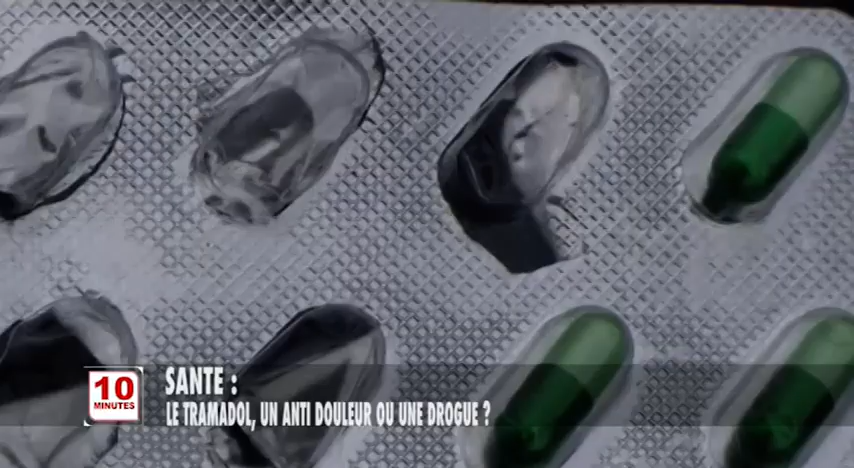 10
MINUTES
SANTE :
LE TRAMADOL, UN ANTI DOULEUR OU UNE DROGUE ?